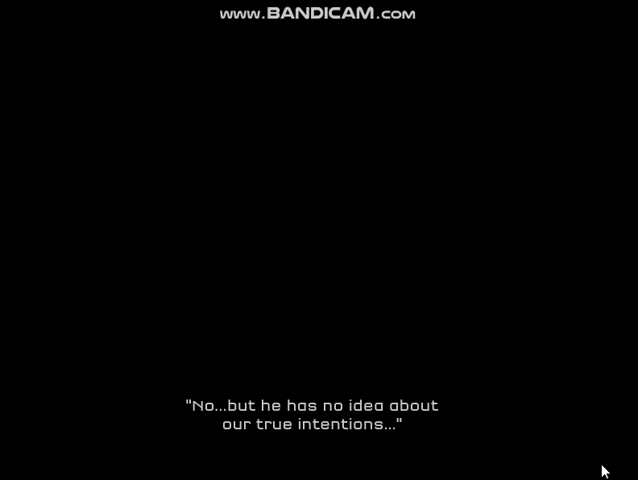 www.BANDICAM.com
"No...but he has no idea about
our true intentions..."